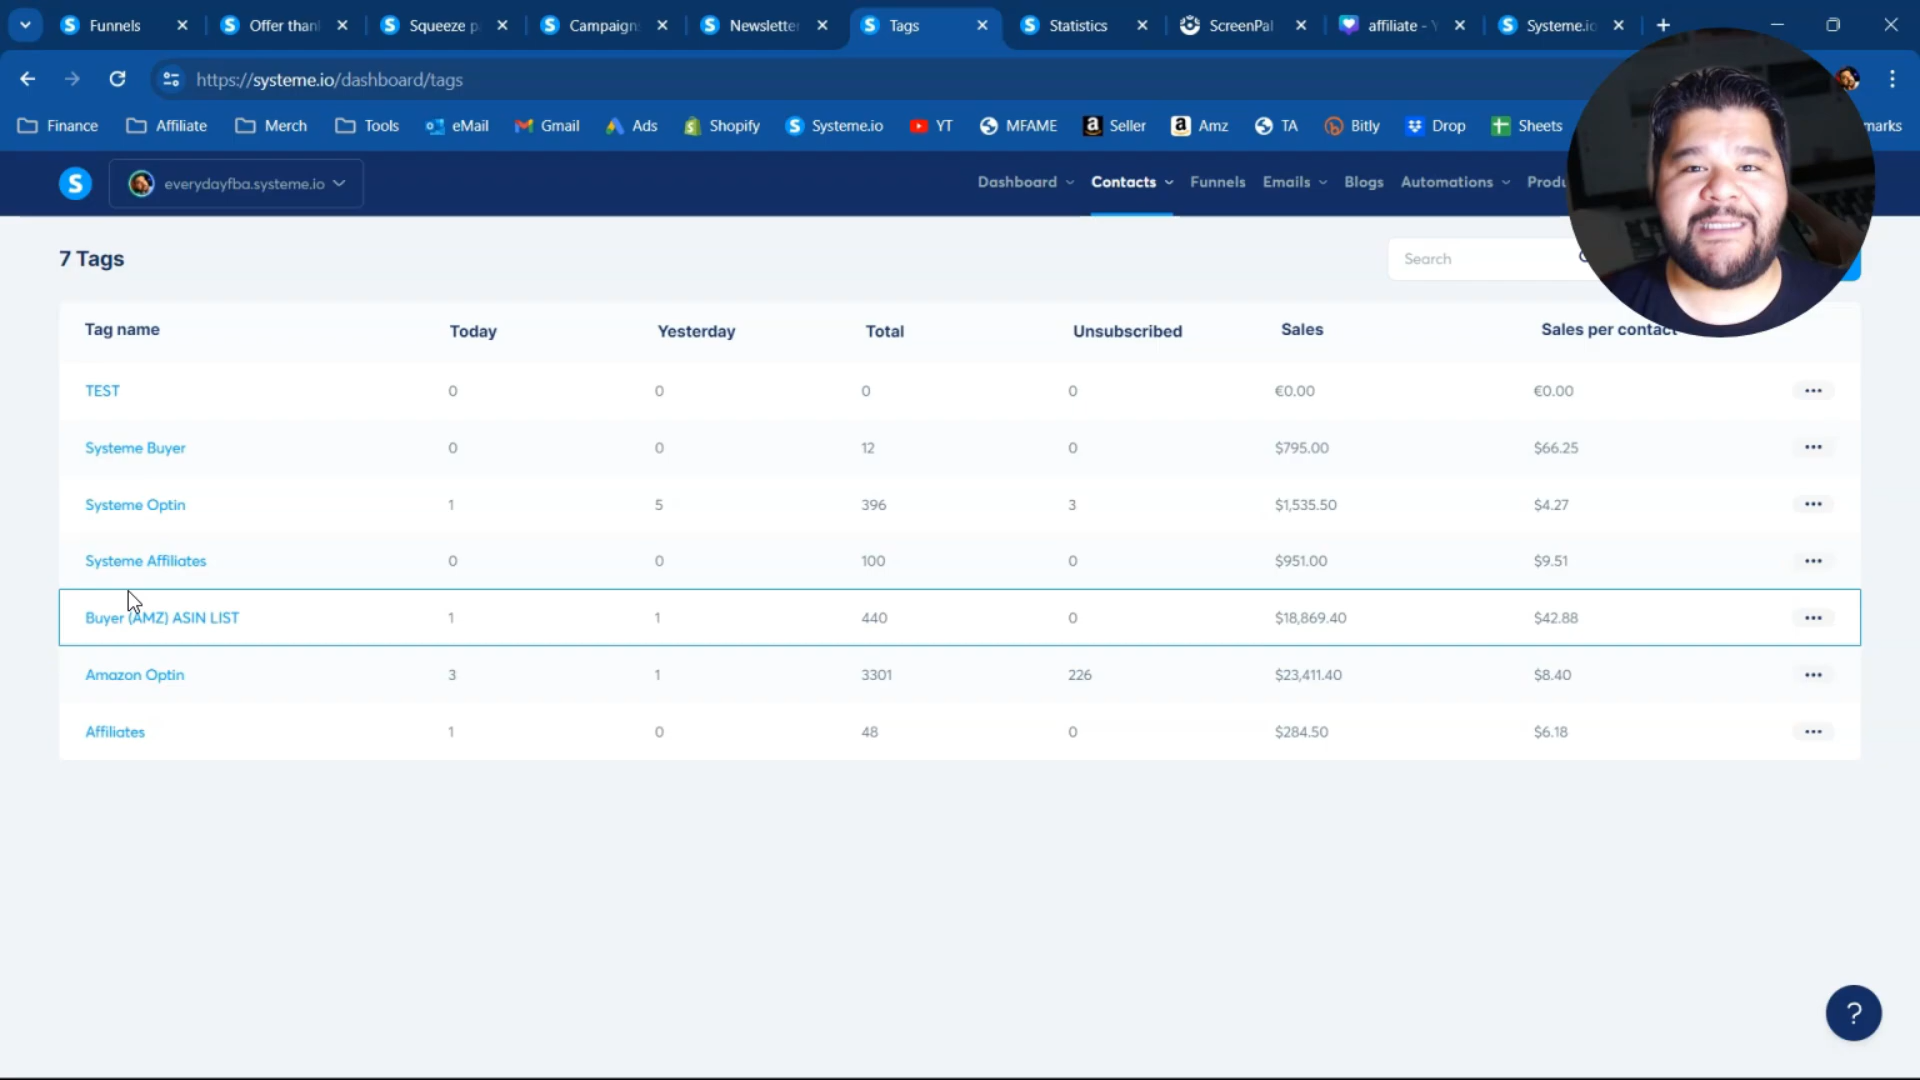 Funnels
Offer than
Squeeze p
Campaign
Newsletter
Tags
Statistics
ScreenPal
affiliate - Y
Systeme.io
https://systeme.io/dashboard/tags
Finance
Affiliate
Merch
Tools
eMail
Gmail
Ads
Shopify
Systeme.io
YT
MFAME
Seller
Amz
TA
Bitly
Drop
Sheets
marks
S
everydayfba.systeme.io
Dashboard
Contacts
Funnels
Emails
Blogs
Automations
Produ
7 Tags
Search
Tag name Today Yesterday Total Unsubscribed Sales Sales per contact
TEST 0 0 0 0 €0.00 €0.00
Systeme Buyer 0 0 12 0 $795.00 $66.25
Systeme Optin 1 5 396 3 $1,535.50 $4.27
Systeme Affiliates 0 0 100 0 $951.00 $9.51
Buyer (AMZ) ASIN LIST 1 1 440 0 $18,869.40 $42.88
Amazon Optin 3 1 3301 226 $23,411.40 $8.40
Affiliates 1 0 48 0 $284.50 $6.18
?